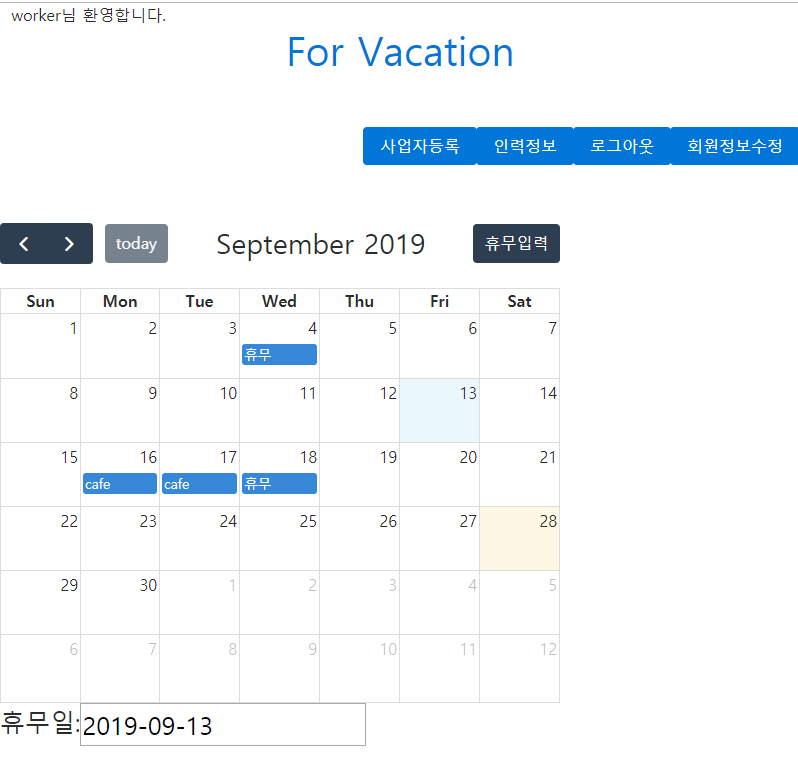 worker님 환영합니다.
For Vacation
사업자등록 인력정보 로그아웃 회원정보수정
today September 2019 휴무입력
Sun Mon Tue Wed Thu Fri Sat
1 2 3 4 5 6 7
휴무
8 9 10 11 12 13 14
15 16 17 18 19 20 21
cafe cafe 휴무
22 23 24 25 26 27 28
29 30 1 2 3 4 5
6 7 8 9 10 11 12
휴무일:2019-09-13